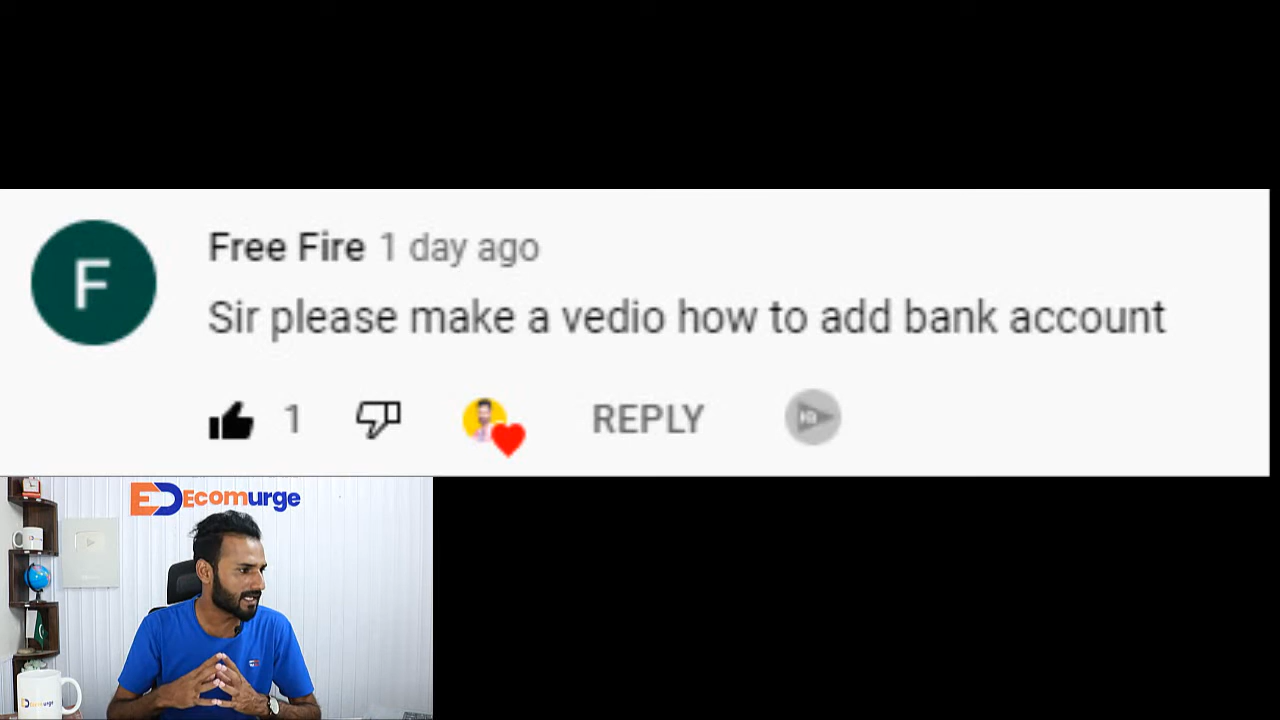 F
Free Fire 1 day ago
Sir please make a vedio how to add bank account
1
REPLY
Ecomurge